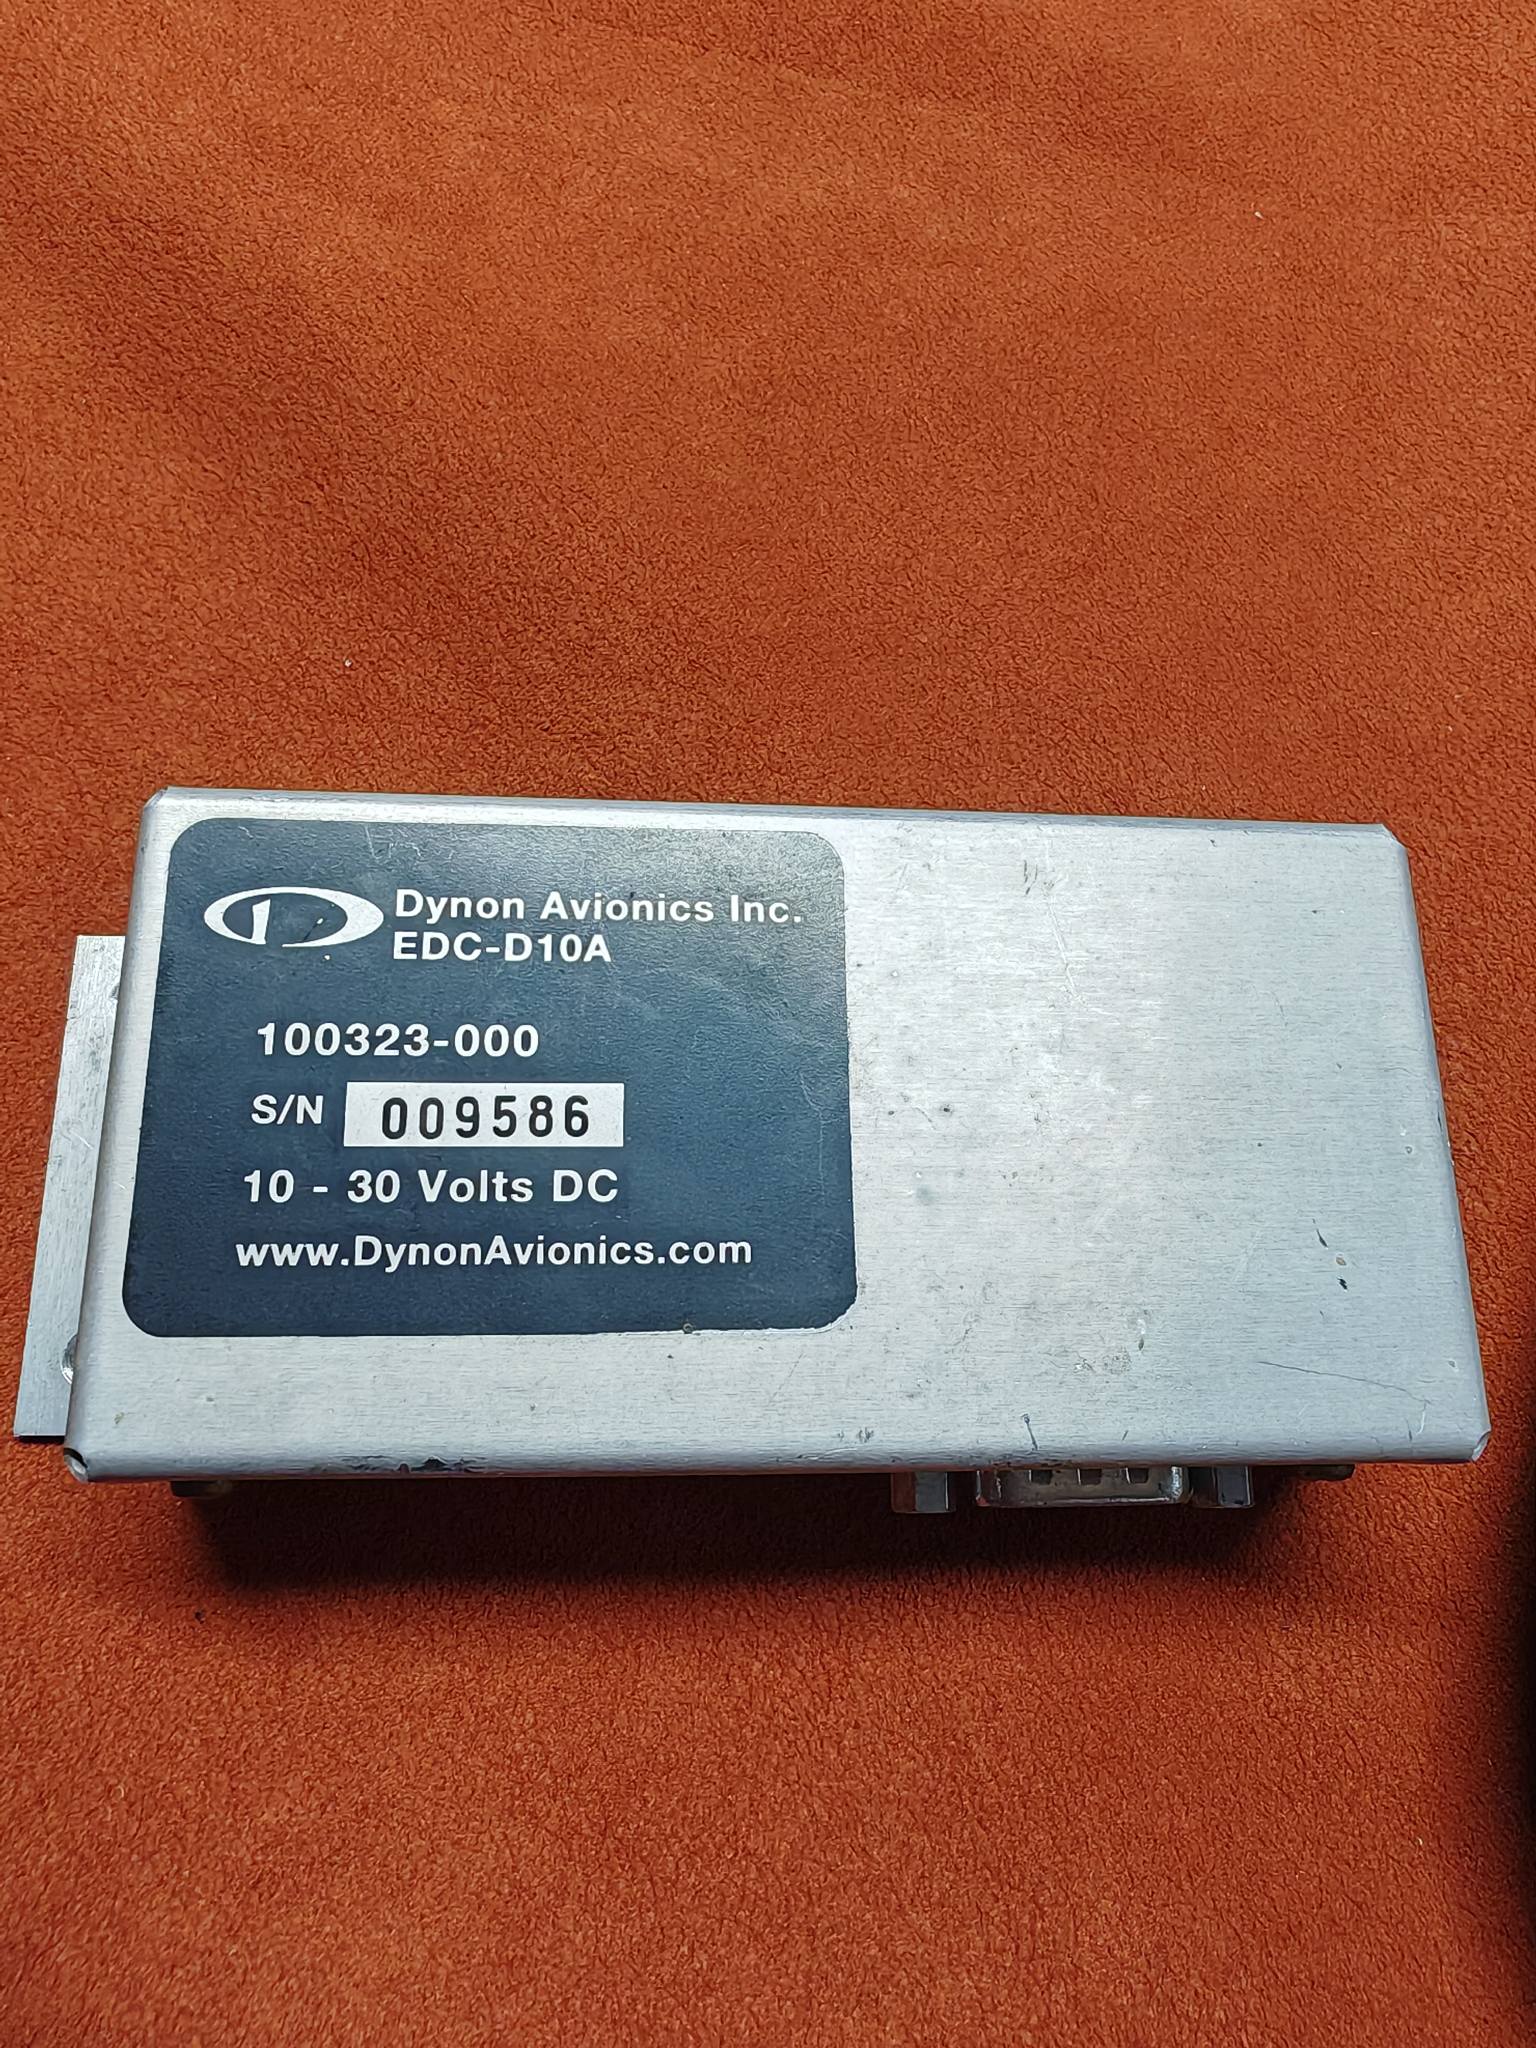 Dynon Avionics Inc.
EDC-D10A
100323-000
S/N 009586
10 - 30 Volts DC
www.DynonAvionics.com